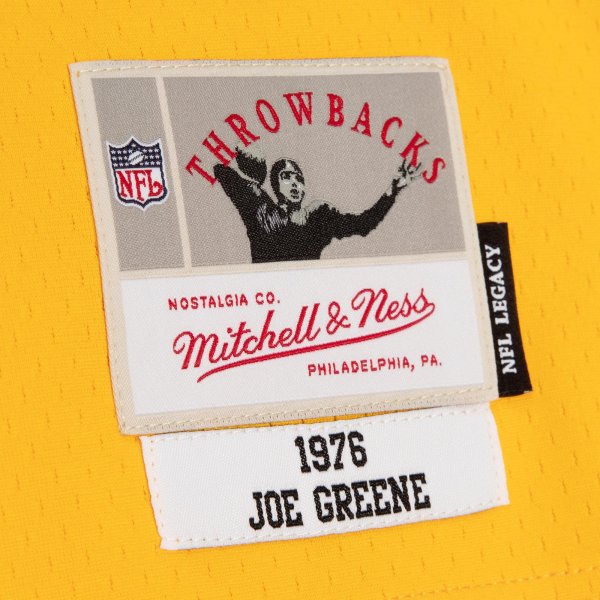 THROWBACKS
NFL
NOSTALGIA CO.
Mitchell & Ness
PHILADELPHIA, PA.
NFL LEGACY
1976
JOE GREENE